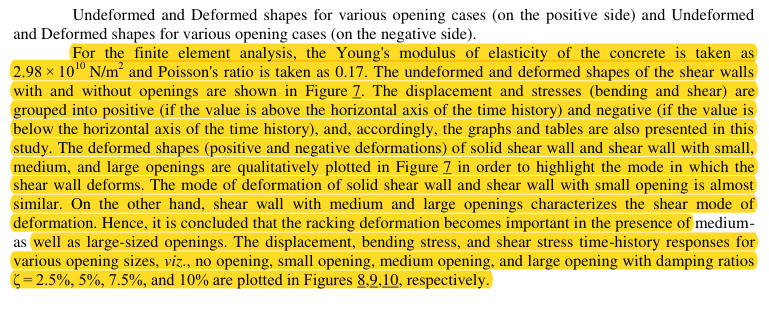 Undeformed and Deformed shapes for various opening cases (on the positive side) and Undeformed
and Deformed shapes for various opening cases (on the negative side).
For the finite element analysis, the Young's modulus of elasticity of the concrete is taken as
2.98 × 10¹⁰ N/m² and Poisson's ratio is taken as 0.17. The undeformed and deformed shapes of the shear walls
with and without openings are shown in Figure 7. The displacement and stresses (bending and shear) are
grouped into positive (if the value is above the horizontal axis of the time history) and negative (if the value is
below the horizontal axis of the time history), and, accordingly, the graphs and tables are also presented in this
study. The deformed shapes (positive and negative deformations) of solid shear wall and shear wall with small,
medium, and large openings are qualitatively plotted in Figure 7 in order to highlight the mode in which the
shear wall deforms. The mode of deformation of solid shear wall and shear wall with small opening is almost
similar. On the other hand, shear wall with medium and large openings characterizes the shear mode of
deformation. Hence, it is concluded that the racking deformation becomes important in the presence of medium-
as well as large-sized openings. The displacement, bending stress, and shear stress time-history responses for
various opening sizes, viz., no opening, small opening, medium opening, and large opening with damping ratios
ζ = 2.5%, 5%, 7.5%, and 10% are plotted in Figures 8,9,10, respectively.